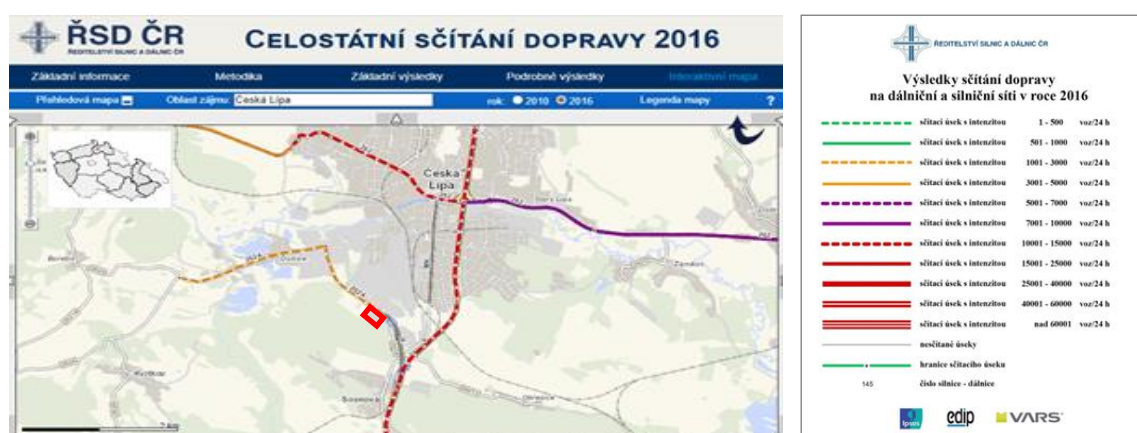 ŘSD ČR
ŘEDITELSTVÍ SILNIC A DÁLNIC ČR
CELOSTÁTNÍ SČÍTÁNÍ DOPRAVY 2016
Základní informace
Metodika
Základní výsledky
Podrobné výsledky
Interaktivní mapa
Přehledová mapa
Oblast zájmu: Česká Lípa
rok: 2010 2016
Legenda mapy
?
Česká
Lípa
Sosnová
2 km
ŘEDITELSTVÍ SILNIC A DÁLNIC ČR
Výsledky sčítání dopravy
na dálniční a silniční síti v roce 2016
sčítací úsek s intenzitou 1 - 500 voz/24 h
sčítací úsek s intenzitou 501 - 1000 voz/24 h
sčítací úsek s intenzitou 1001 - 3000 voz/24 h
sčítací úsek s intenzitou 3001 - 5000 voz/24 h
sčítací úsek s intenzitou 5001 - 7000 voz/24 h
sčítací úsek s intenzitou 7001 - 10000 voz/24 h
sčítací úsek s intenzitou 10001 - 15000 voz/24 h
sčítací úsek s intenzitou 15001 - 25000 voz/24 h
sčítací úsek s intenzitou 25001 - 40000 voz/24 h
sčítací úsek s intenzitou 40001 - 60000 voz/24 h
sčítací úsek s intenzitou nad 60001 voz/24 h
nesčítané úseky
hranice sčítacího úseku
145 číslo silnice - dálnice
Ipsos
edip
VARS